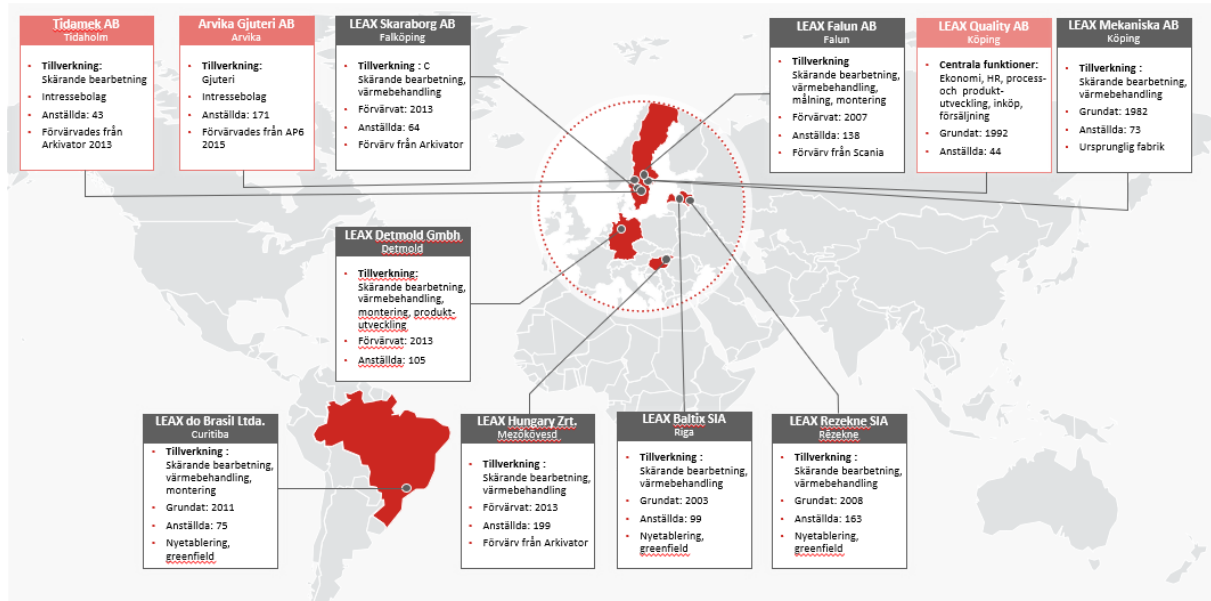 Tidamek AB
Tidaholm
Tillverkning:
Skärande bearbetning
Intressebolag
Anställda: 43
Förvärvades från
Arkivator 2013
Arvika Gjuteri AB
Arvika
Tillverkning:
Gjuteri
Intressebolag
Anställda: 171
Förvärvades från AP6
2015
LEAX Skaraborg AB
Falköping
Tillverkning : C
Skärande bearbetning,
värmebehandling
Förvärvat: 2013
Anställda: 64
Förvärv från Arkivator
LEAX Falun AB
Falun
Tillverkning
Skärande bearbetning,
värmebehandling,
målning, montering
Förvärvat: 2007
Anställda: 138
Förvärv från Scania
LEAX Quality AB
Köping
Centrala funktioner:
Ekonomi, HR, process-
och produkt-
utveckling, inköp,
försäljning
Grundat: 1992
Anställda: 44
LEAX Mekaniska AB
Köping
Tillverkning :
Skärande bearbetning,
värmebehandling
Grundat: 1982
Anställda: 73
Ursprunglig fabrik
LEAX Detmold Gmbh
Detmold
Tillverkning:
Skärande bearbetning,
värmebehandling,
montering, produkt-
utveckling
Förvärvat: 2013
Anställda: 105
LEAX do Brasil Ltda.
Curitiba
Tillverkning :
Skärande bearbetning,
värmebehandling,
montering
Grundat: 2011
Anställda: 75
Nyetablering,
greenfield
LEAX Hungary Zrt.
Mezökövesd
Tillverkning :
Skärande bearbetning,
värmebehandling
Förvärvat: 2013
Anställda: 199
Förvärv från Arkivator
LEAX Baltix SIA
Riga
Tillverkning :
Skärande bearbetning,
värmebehandling
Grundat: 2003
Anställda: 99
Nyetablering,
greenfield
LEAX Rezekne SIA
Rēzekne
Tillverkning :
Skärande bearbetning,
värmebehandling
Grundat: 2008
Anställda: 163
Nyetablering,
greenfield